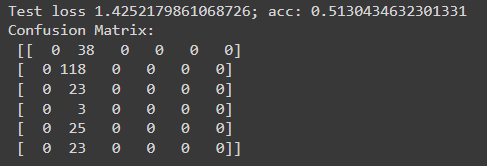 Test loss 1.4252179861068726; acc: 0.5130434632301331
Confusion Matrix:
[[  0  38   0   0   0   0]
[  0 118   0   0   0   0]
[  0  23   0   0   0   0]
[  0   3   0   0   0   0]
[  0  25   0   0   0   0]
[  0  23   0   0   0   0]]